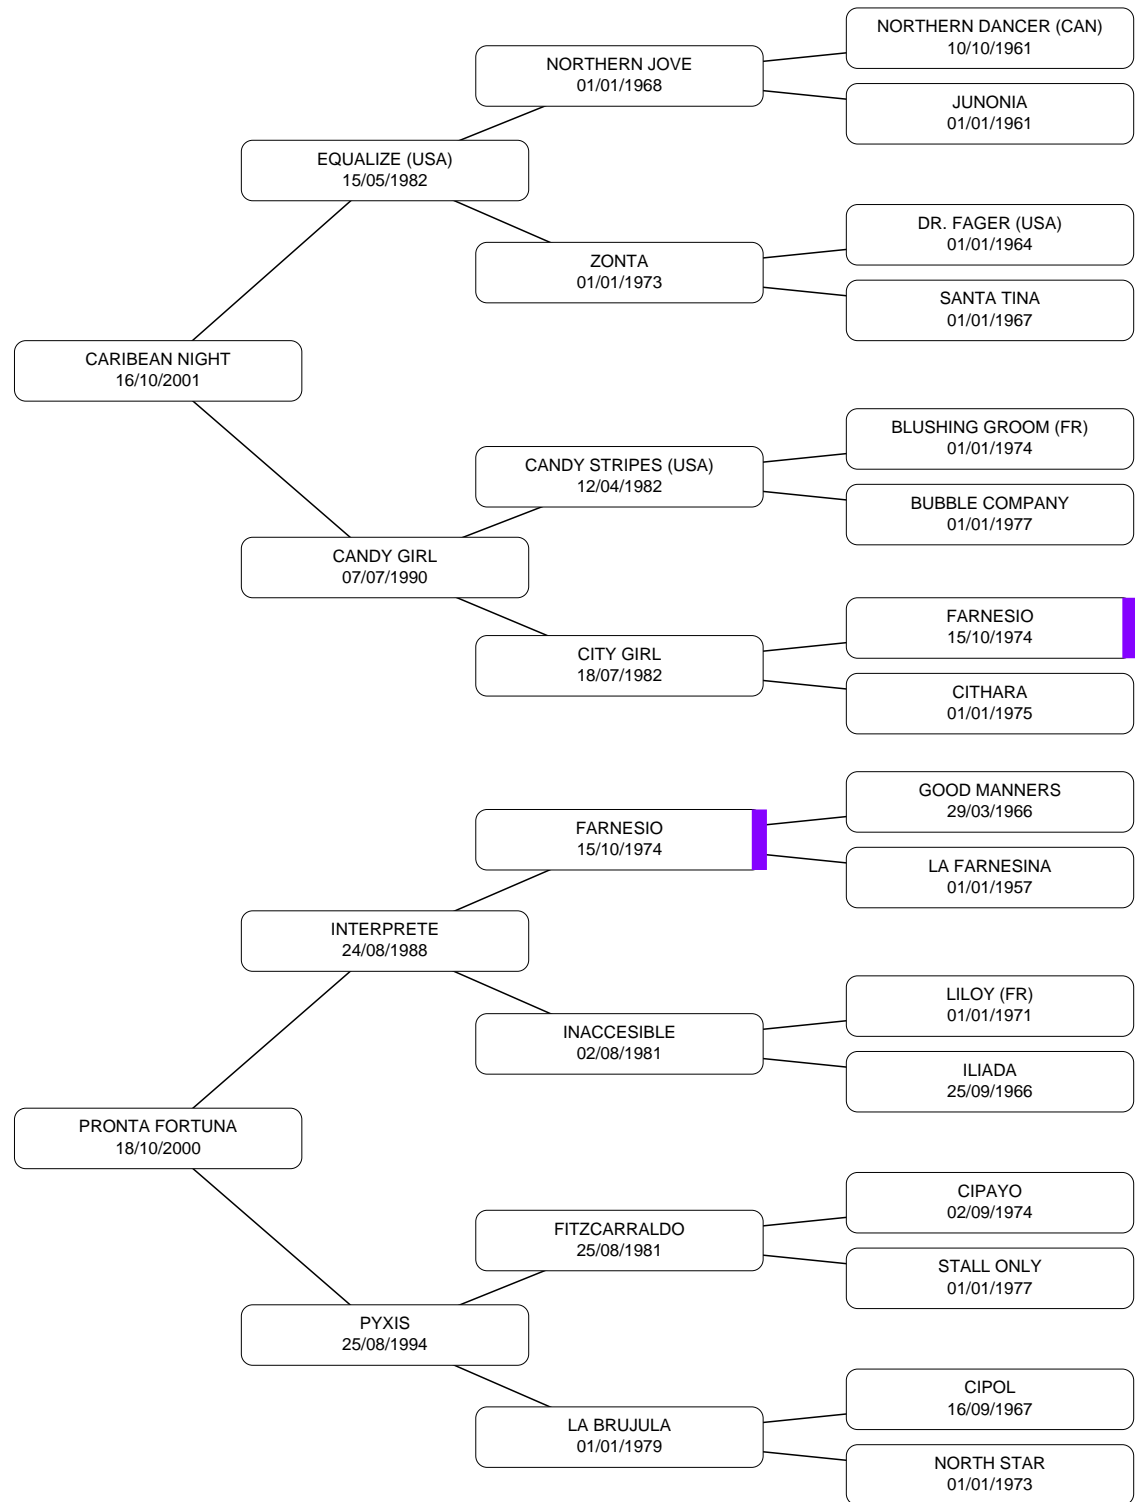 NORTHERN DANCER (CAN)
10/10/1961
NORTHERN JOVE
01/01/1968
JUNONIA
01/01/1961
EQUALIZE (USA)
15/05/1982
DR. FAGER (USA)
01/01/1964
ZONTA
01/01/1973
SANTA TINA
01/01/1967
CARIBEAN NIGHT
16/10/2001
BLUSHING GROOM (FR)
01/01/1974
CANDY STRIPES (USA)
12/04/1982
BUBBLE COMPANY
01/01/1977
CANDY GIRL
07/07/1990
FARNESIO
15/10/1974
CITY GIRL
18/07/1982
CITHARA
01/01/1975
GOOD MANNERS
29/03/1966
FARNESIO
15/10/1974
LA FARNESINA
01/01/1957
INTERPRETE
24/08/1988
LILOY (FR)
01/01/1971
INACCESIBLE
02/08/1981
ILIADA
25/09/1966
PRONTA FORTUNA
18/10/2000
CIPAYO
02/09/1974
FITZCARRALDO
25/08/1981
STALL ONLY
01/01/1977
PYXIS
25/08/1994
CIPOL
16/09/1967
LA BRUJULA
01/01/1979
NORTH STAR
01/01/1973